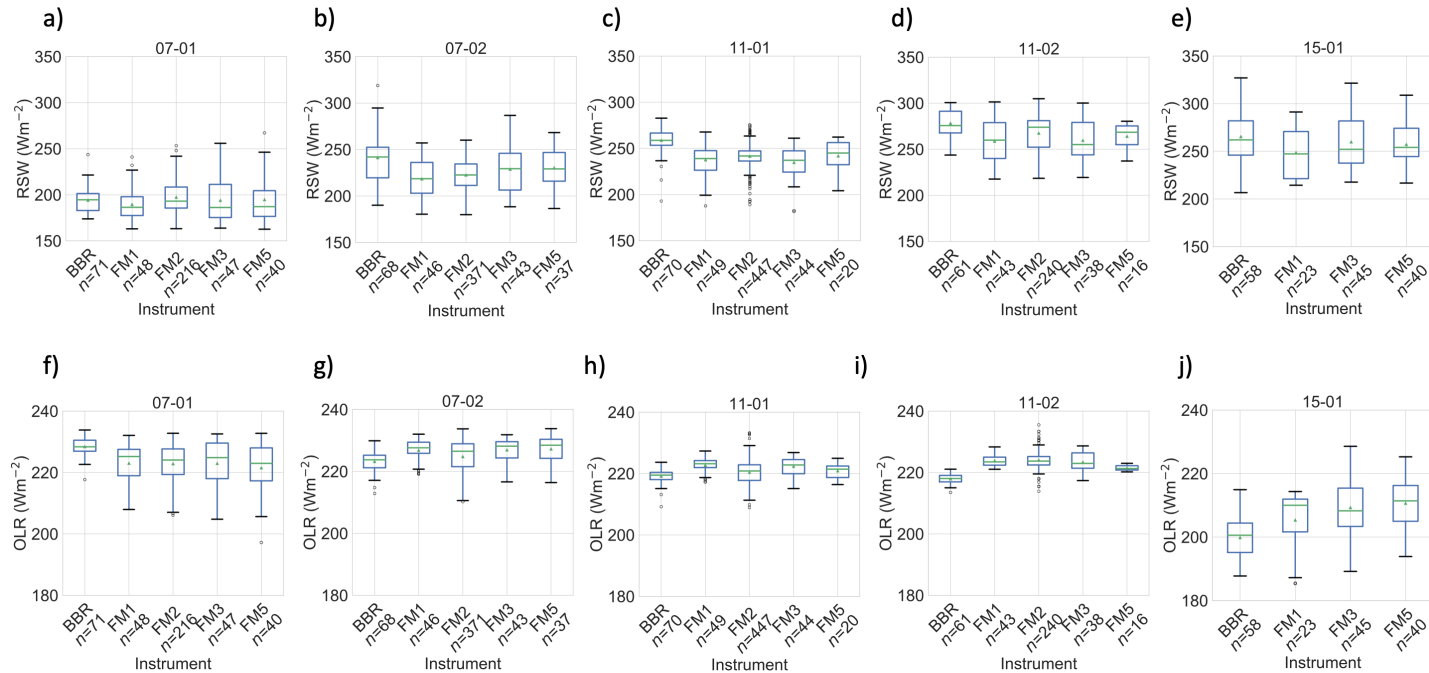 a)
07-01
350
300
250
200
150
RSW (Wm⁻²)
BBR n=71
FM1 n=48
FM2 n=216
FM3 n=47
FM5 n=40
Instrument
b)
07-02
350
300
250
200
150
RSW (Wm⁻²)
BBR n=68
FM1 n=46
FM2 n=371
FM3 n=43
FM5 n=37
Instrument
c)
11-01
350
300
250
200
150
RSW (Wm⁻²)
BBR n=70
FM1 n=49
FM2 n=447
FM3 n=44
FM5 n=20
Instrument
d)
11-02
350
300
250
200
150
RSW (Wm⁻²)
BBR n=61
FM1 n=43
FM2 n=240
FM3 n=38
FM5 n=16
Instrument
e)
15-01
350
300
250
200
150
RSW (Wm⁻²)
BBR n=58
FM1 n=23
FM3 n=45
FM5 n=40
Instrument
f)
07-01
240
220
200
180
OLR (Wm⁻²)
BBR n=71
FM1 n=48
FM2 n=216
FM3 n=47
FM5 n=40
Instrument
g)
07-02
240
220
200
180
OLR (Wm⁻²)
BBR n=68
FM1 n=46
FM2 n=371
FM3 n=43
FM5 n=37
Instrument
h)
11-01
240
220
200
180
OLR (Wm⁻²)
BBR n=70
FM1 n=49
FM2 n=447
FM3 n=44
FM5 n=20
Instrument
i)
11-02
240
220
200
180
OLR (Wm⁻²)
BBR n=61
FM1 n=43
FM2 n=240
FM3 n=38
FM5 n=16
Instrument
j)
15-01
240
220
200
180
OLR (Wm⁻²)
BBR n=58
FM1 n=23
FM3 n=45
FM5 n=40
Instrument